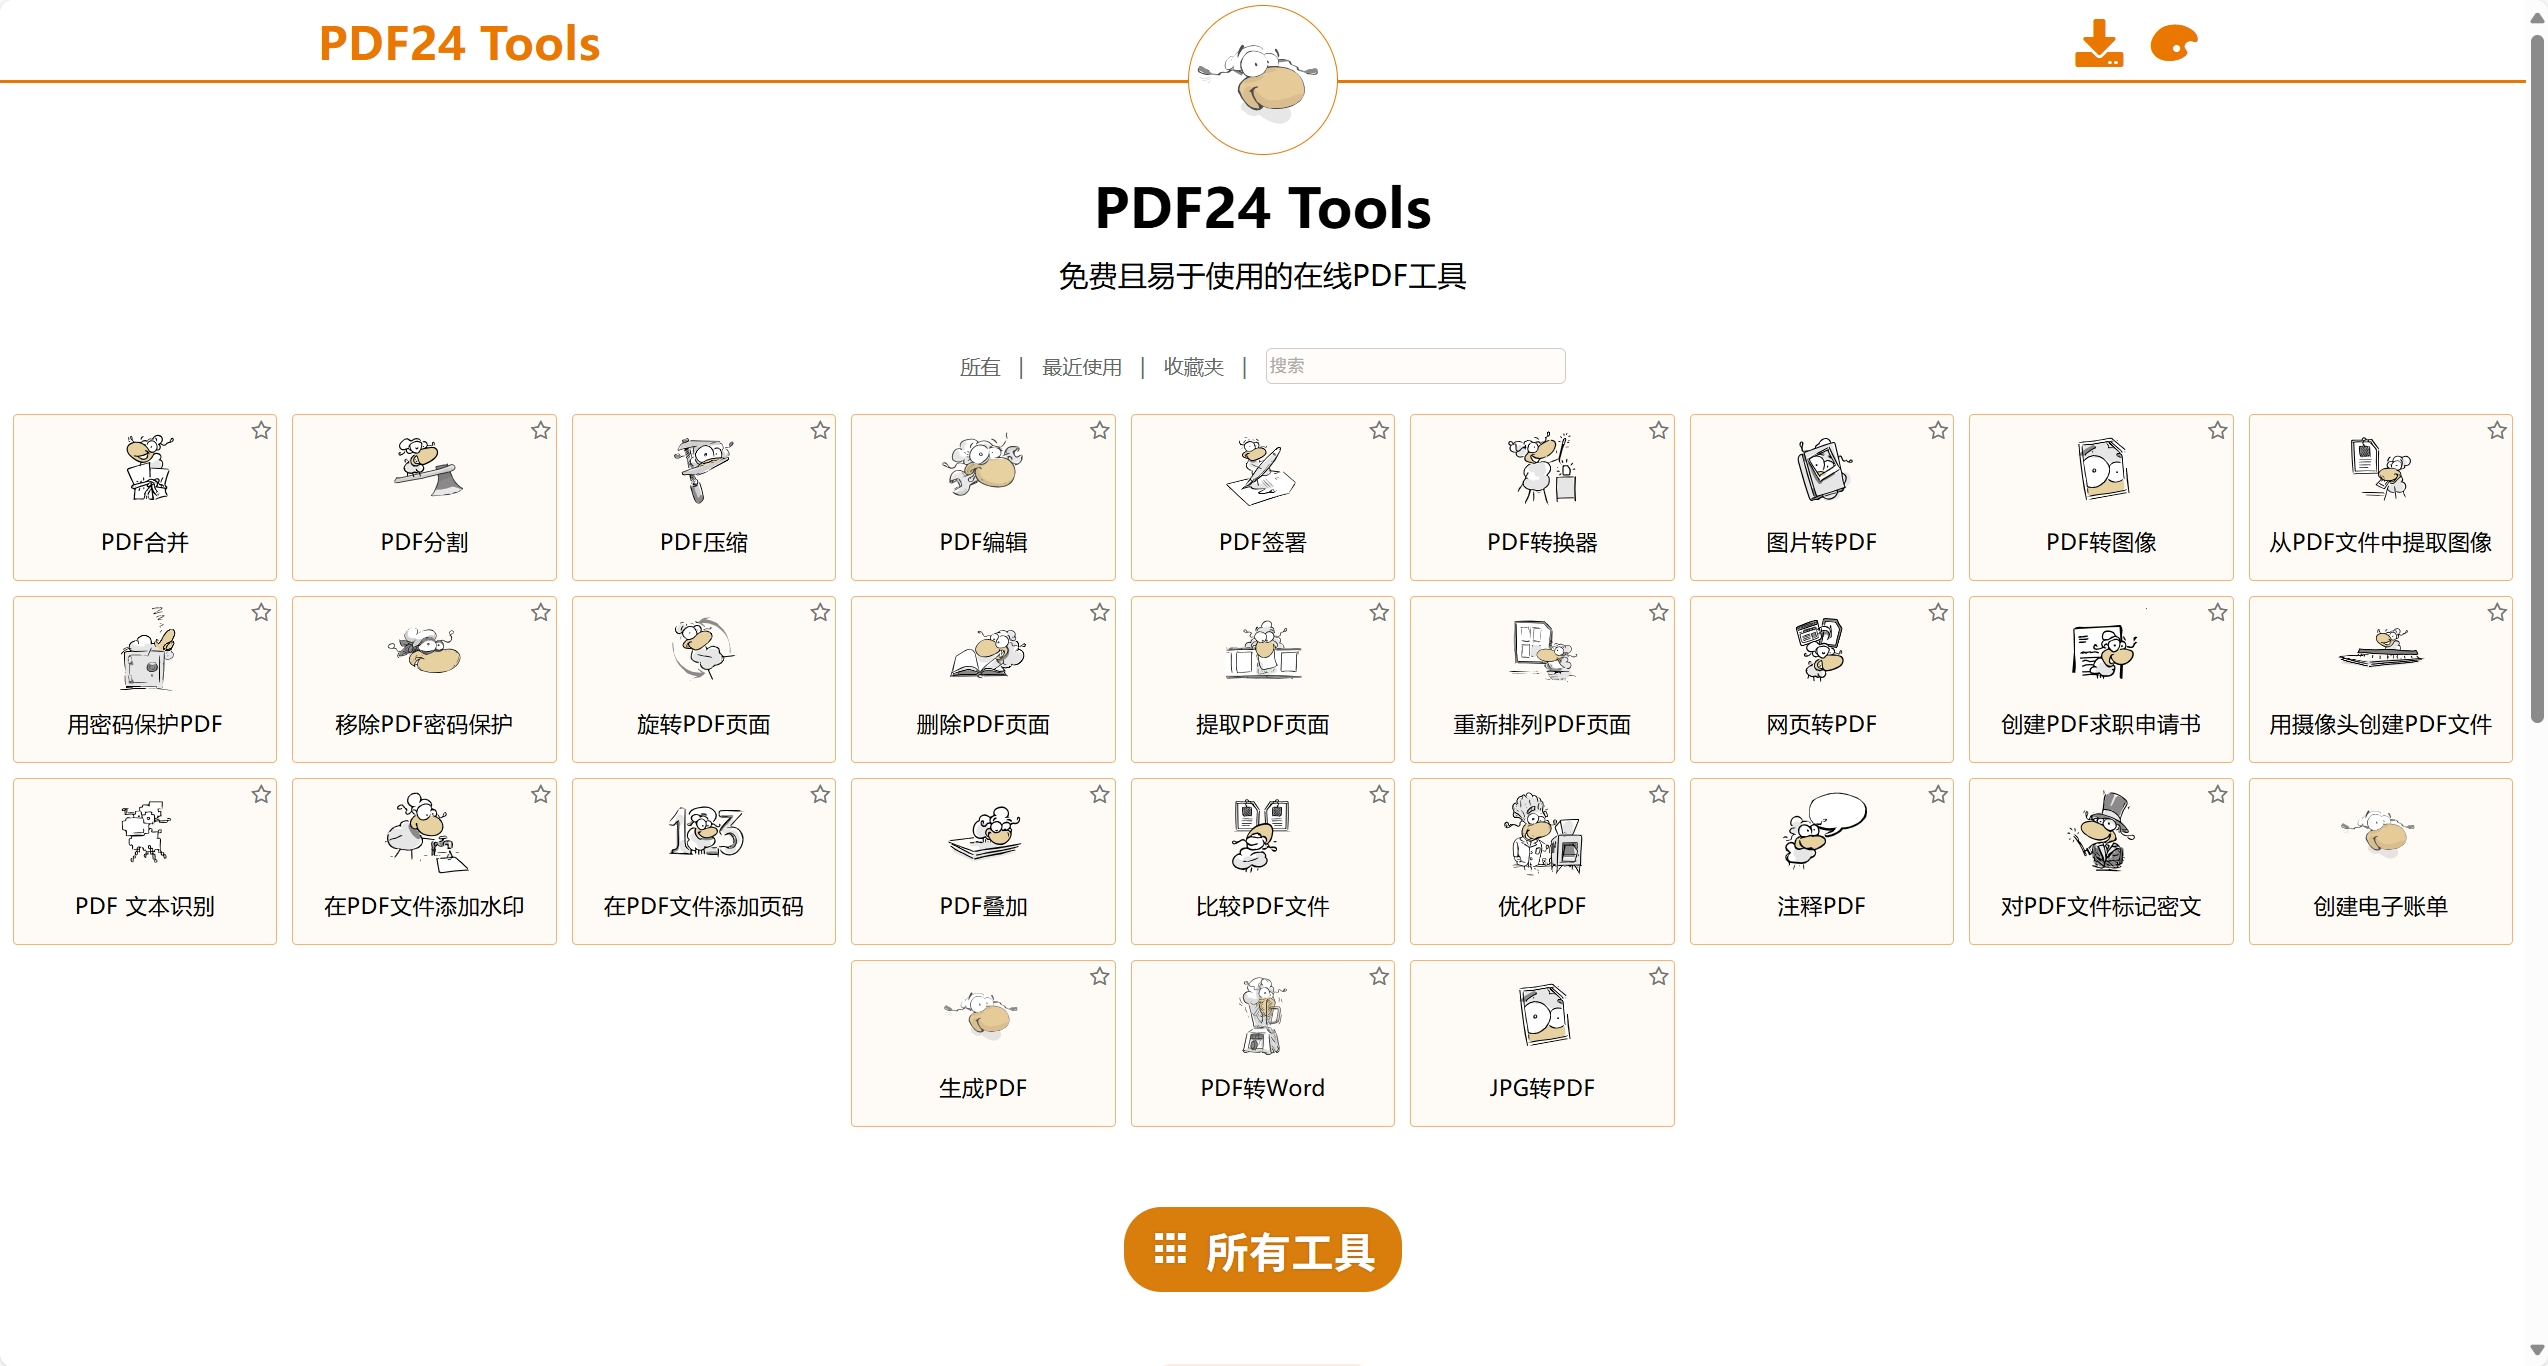 PDF24 Tools
PDF24 Tools
免费且易于使用的在线PDF工具
所有 | 最近使用 | 收藏夹 | 搜索
PDF合并
PDF分割
PDF压缩
PDF编辑
PDF签署
PDF转换器
图片转PDF
PDF转图像
从PDF文件中提取图像
用密码保护PDF
移除PDF密码保护
旋转PDF页面
删除PDF页面
提取PDF页面
重新排列PDF页面
网页转PDF
创建PDF求职申请书
用摄像头创建PDF文件
PDF 文本识别
在PDF文件添加水印
123
在PDF文件添加页码
PDF叠加
比较PDF文件
优化PDF
注释PDF
对PDF文件标记密文
创建电子账单
生成PDF
PDF转Word
JPG转PDF
所有工具